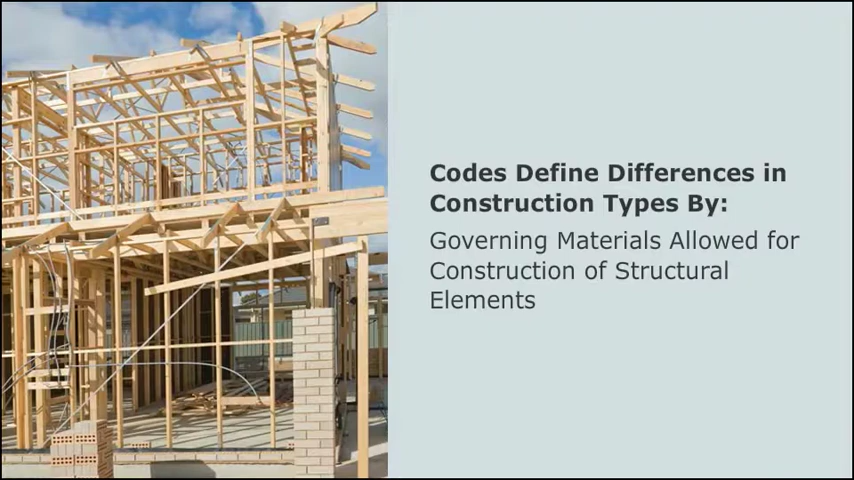 Codes Define Differences in
Construction Types By:
Governing Materials Allowed for
Construction of Structural
Elements